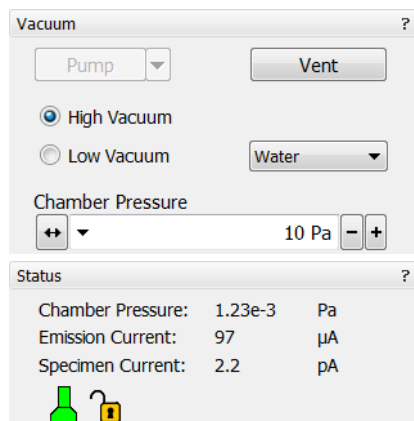 Vacuum ?
Pump Vent
High Vacuum
Low Vacuum Water
Chamber Pressure
10 Pa - +
Status ?
Chamber Pressure: 1.23e-3 Pa
Emission Current: 97 µA
Specimen Current: 2.2 pA